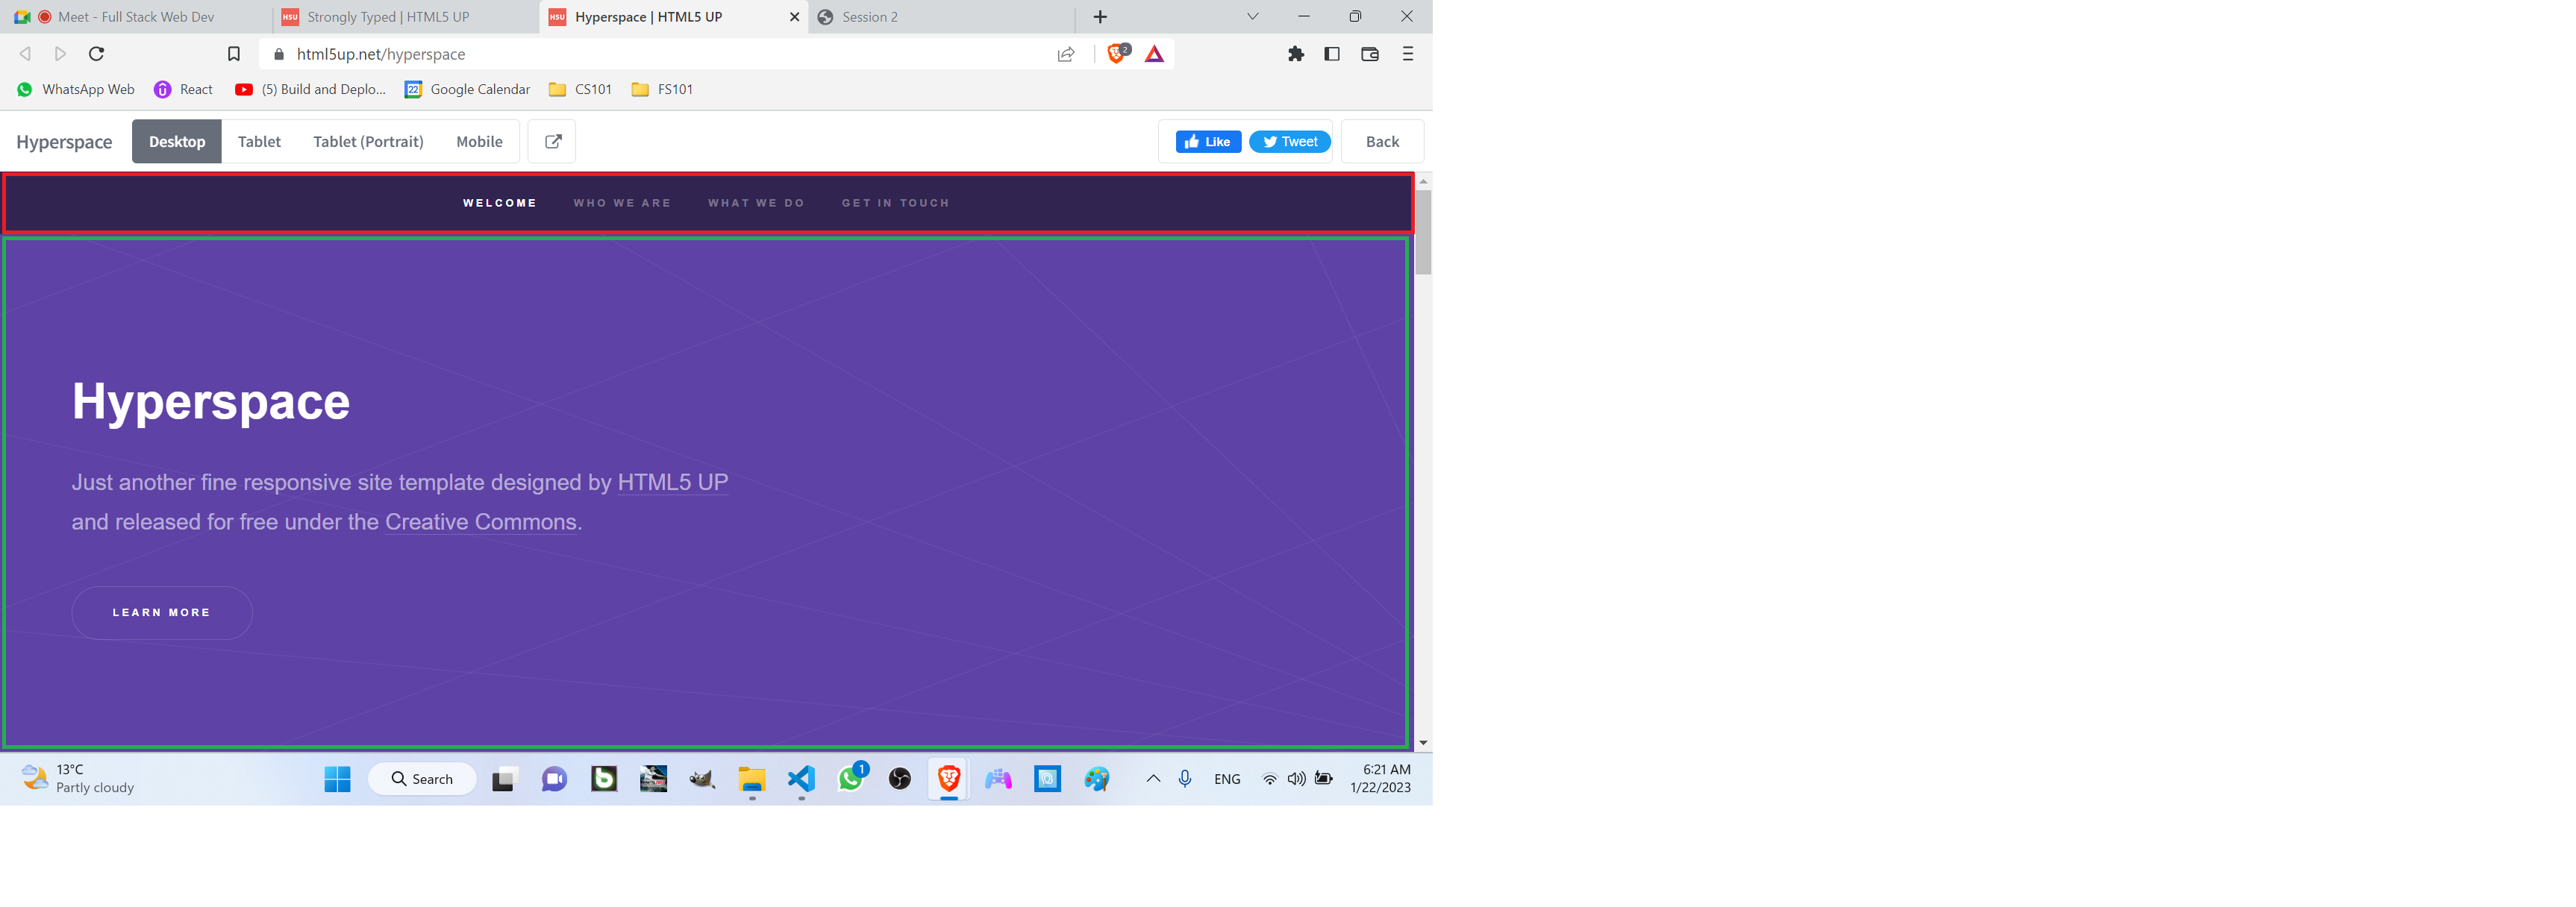 Meet - Full Stack Web Dev
HSU Strongly Typed | HTML5 UP
HSU Hyperspace | HTML5 UP
Session 2
html5up.net/hyperspace
2
WhatsApp Web
React
(5) Build and Deplo...
22 Google Calendar
CS101
FS101
Hyperspace
Desktop
Tablet
Tablet (Portrait)
Mobile
Like
Tweet
Back
WELCOME
WHO WE ARE
WHAT WE DO
GET IN TOUCH
Hyperspace
Just another fine responsive site template designed by HTML5 UP
and released for free under the Creative Commons.
LEARN MORE
13°C
Partly cloudy
Search
1
ENG
6:21 AM
1/22/2023